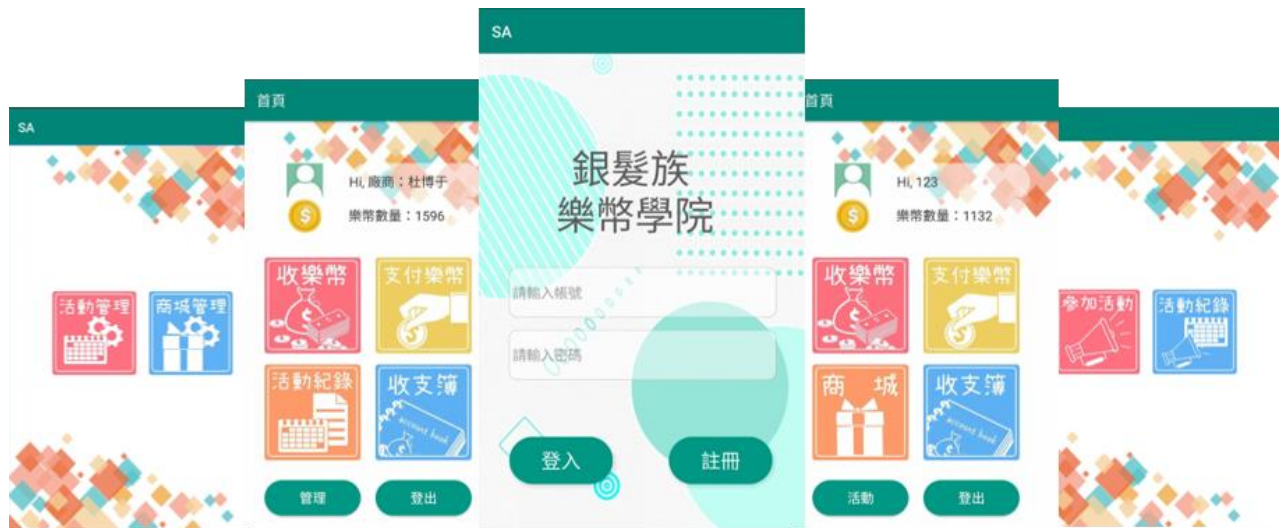 SA
活動管理
商城管理
首頁
Hi, 廠商：杜博于
樂幣數量：1596
收樂幣
支付樂幣
活動紀錄
收支簿
account book
管理
登出
SA
銀髮族
樂幣學院
請輸入帳號
請輸入密碼
登入
註冊
首頁
Hi, 123
樂幣數量：1132
收樂幣
支付樂幣
商城
收支簿
account book
活動
登出
參加活動
活動紀錄